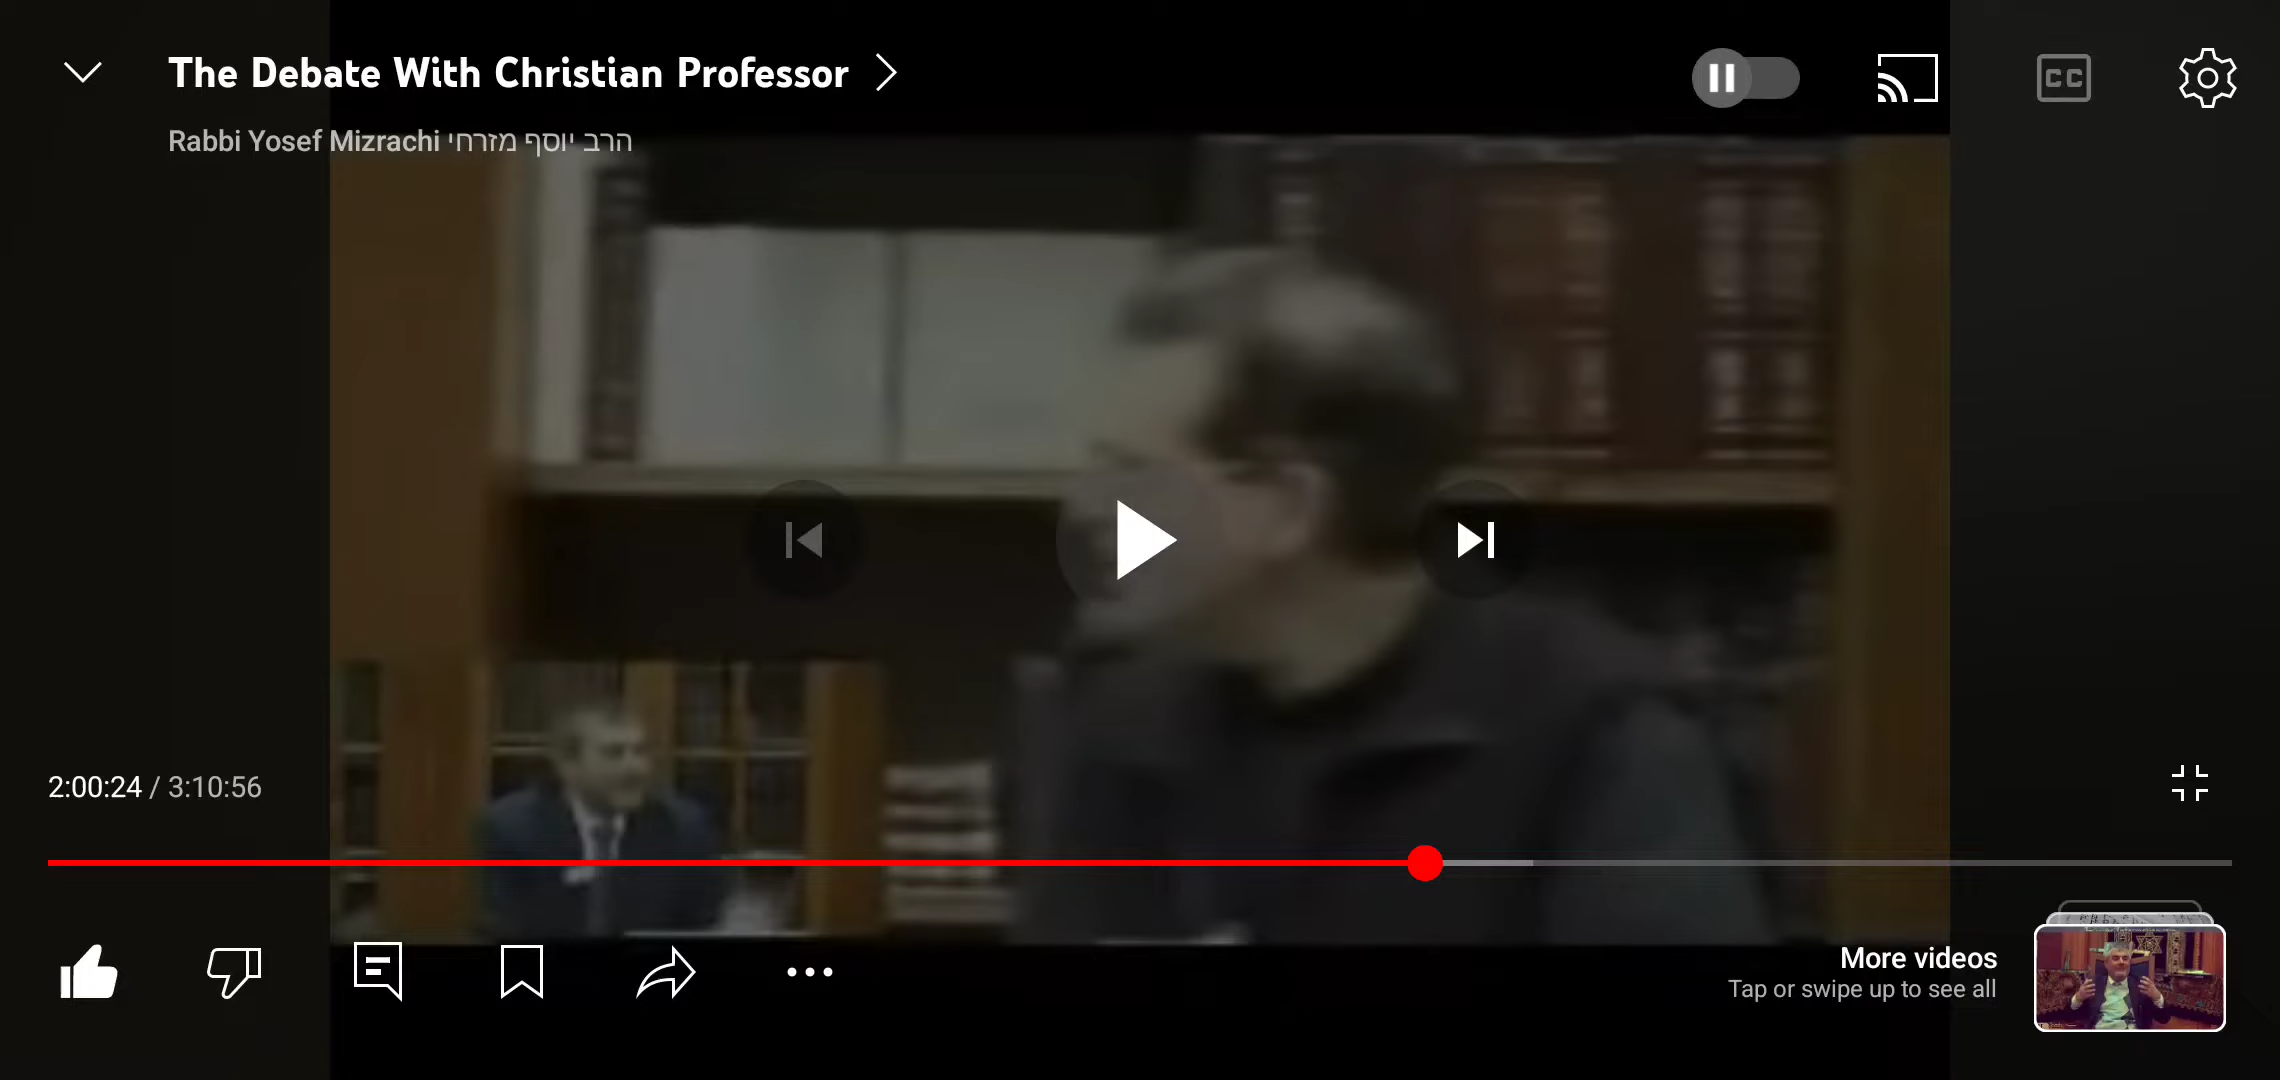 The Debate With Christian Professor
CC
Rabbi Yosef Mizrachi הרב יוסף מזרחי
2:00:24 / 3:10:56
More videos
Tap or swipe up to see all